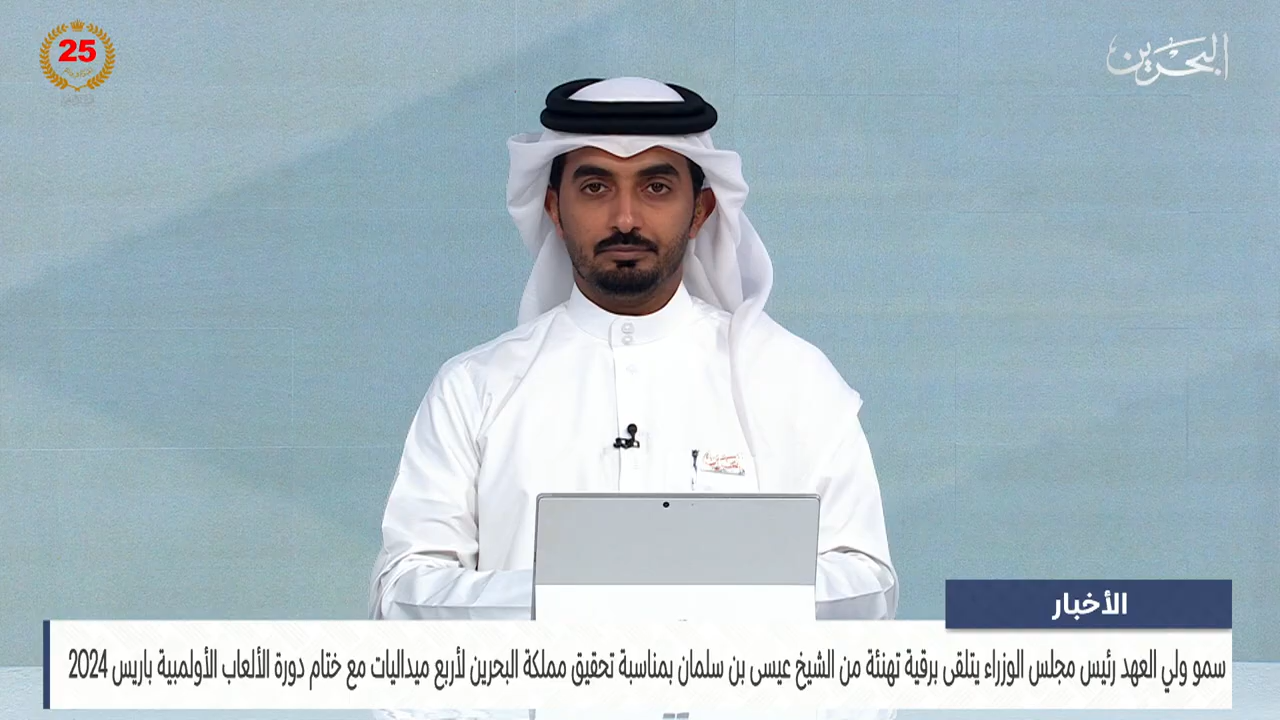 25
البحرين
الأخبار
سمو ولي العهد رئيس مجلس الوزراء يتلقى برقية تهنئة من الشيخ عيسى بن سلمان بمناسبة تحقيق مملكة البحرين لأربع ميداليات مع ختام دورة الألعاب الأولمبية باريس 2024